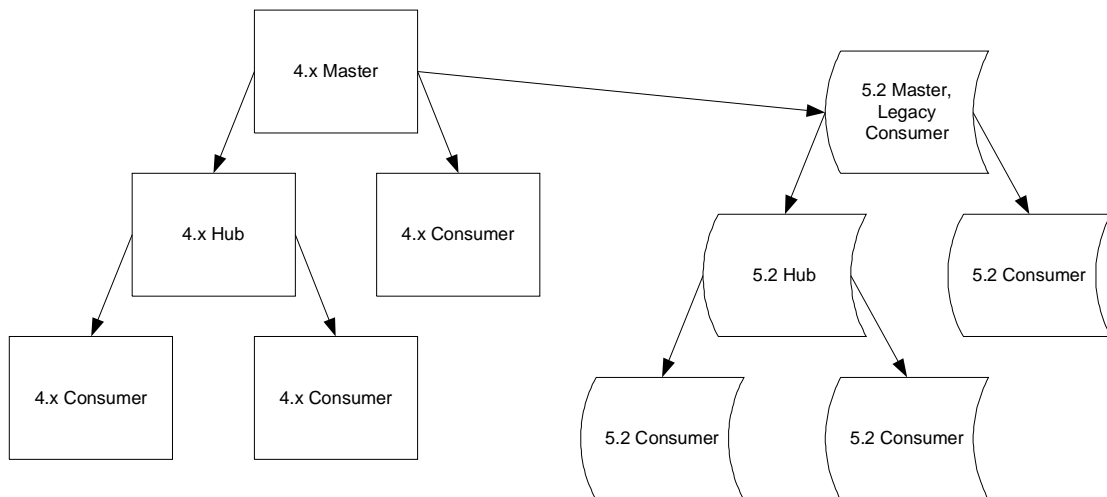 4.x Master
5.2 Master,
Legacy
Consumer
4.x Hub
4.x Consumer
5.2 Hub
5.2 Consumer
4.x Consumer
4.x Consumer
5.2 Consumer
5.2 Consumer